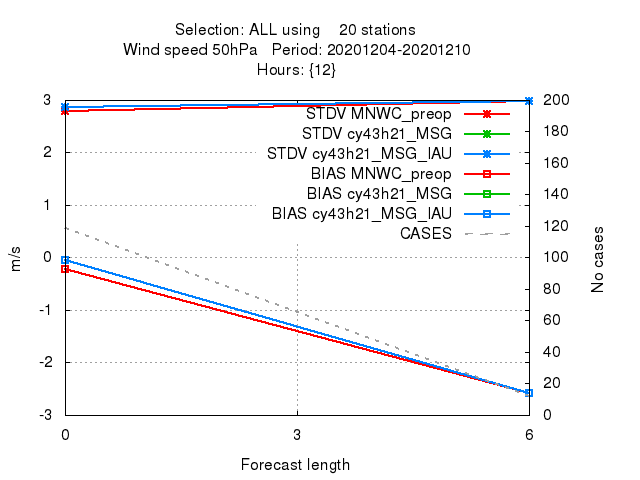 Selection: ALL using 20 stations
Wind speed 50hPa Period: 20201204-20201210
Hours: {12}
3 200
STDV MNWC_preop
180
STDV cy43h21_MSG
2 160
STDV cy43h21_MSG_IAU
BIAS MNWC_preop
140
BIAS cy43h21_MSG
1
BIAS cy43h21_MSG_IAU
120
CASES
0 100
80
-1
60
-2 40
20
-3 0
m/s
No cases
0 3 6
Forecast length